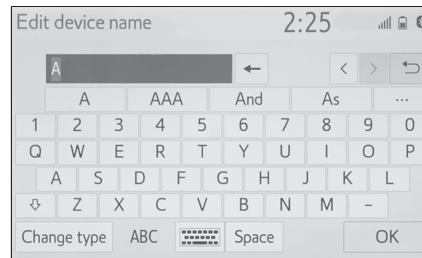 Edit device name 2:25
A ←
A AAA And As ...
1 2 3 4 5 6 7 8 9 0
Q W E R T Y U I O P
A S D F G H J K L
Z X C V B N M -
Change type ABC Space OK